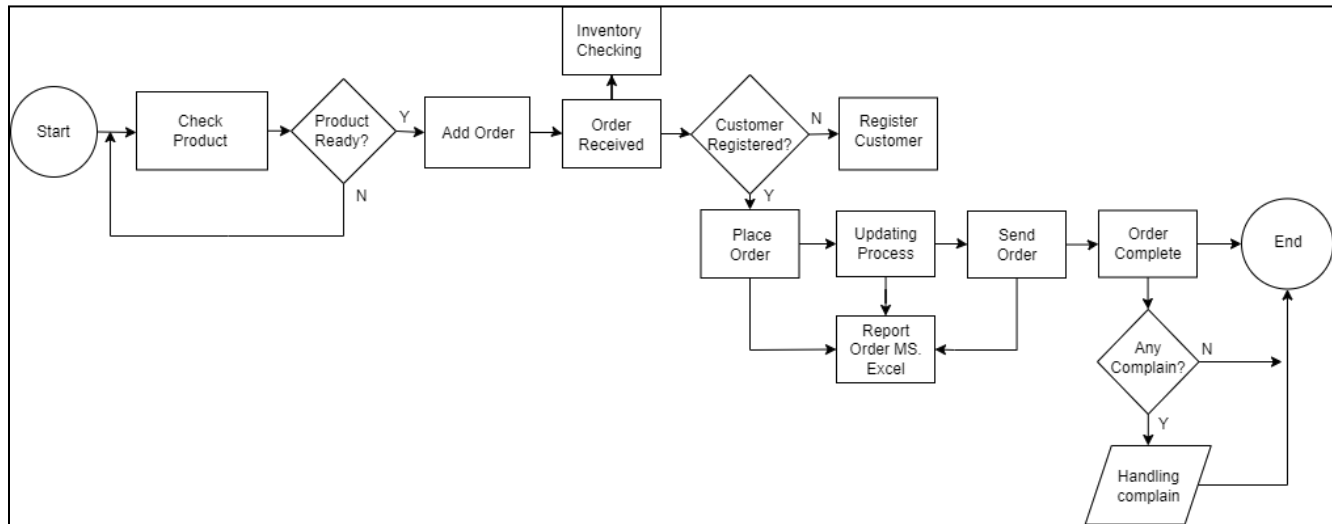 Inventory
Checking
Start
Check
Product
Product
Ready?
Y
N
Add Order
Order
Received
Customer
Registered?
N
Y
Register
Customer
Place
Order
Updating
Process
Send
Order
Order
Complete
End
Report
Order MS.
Excel
Any
Complain?
N
Y
Handling
complain